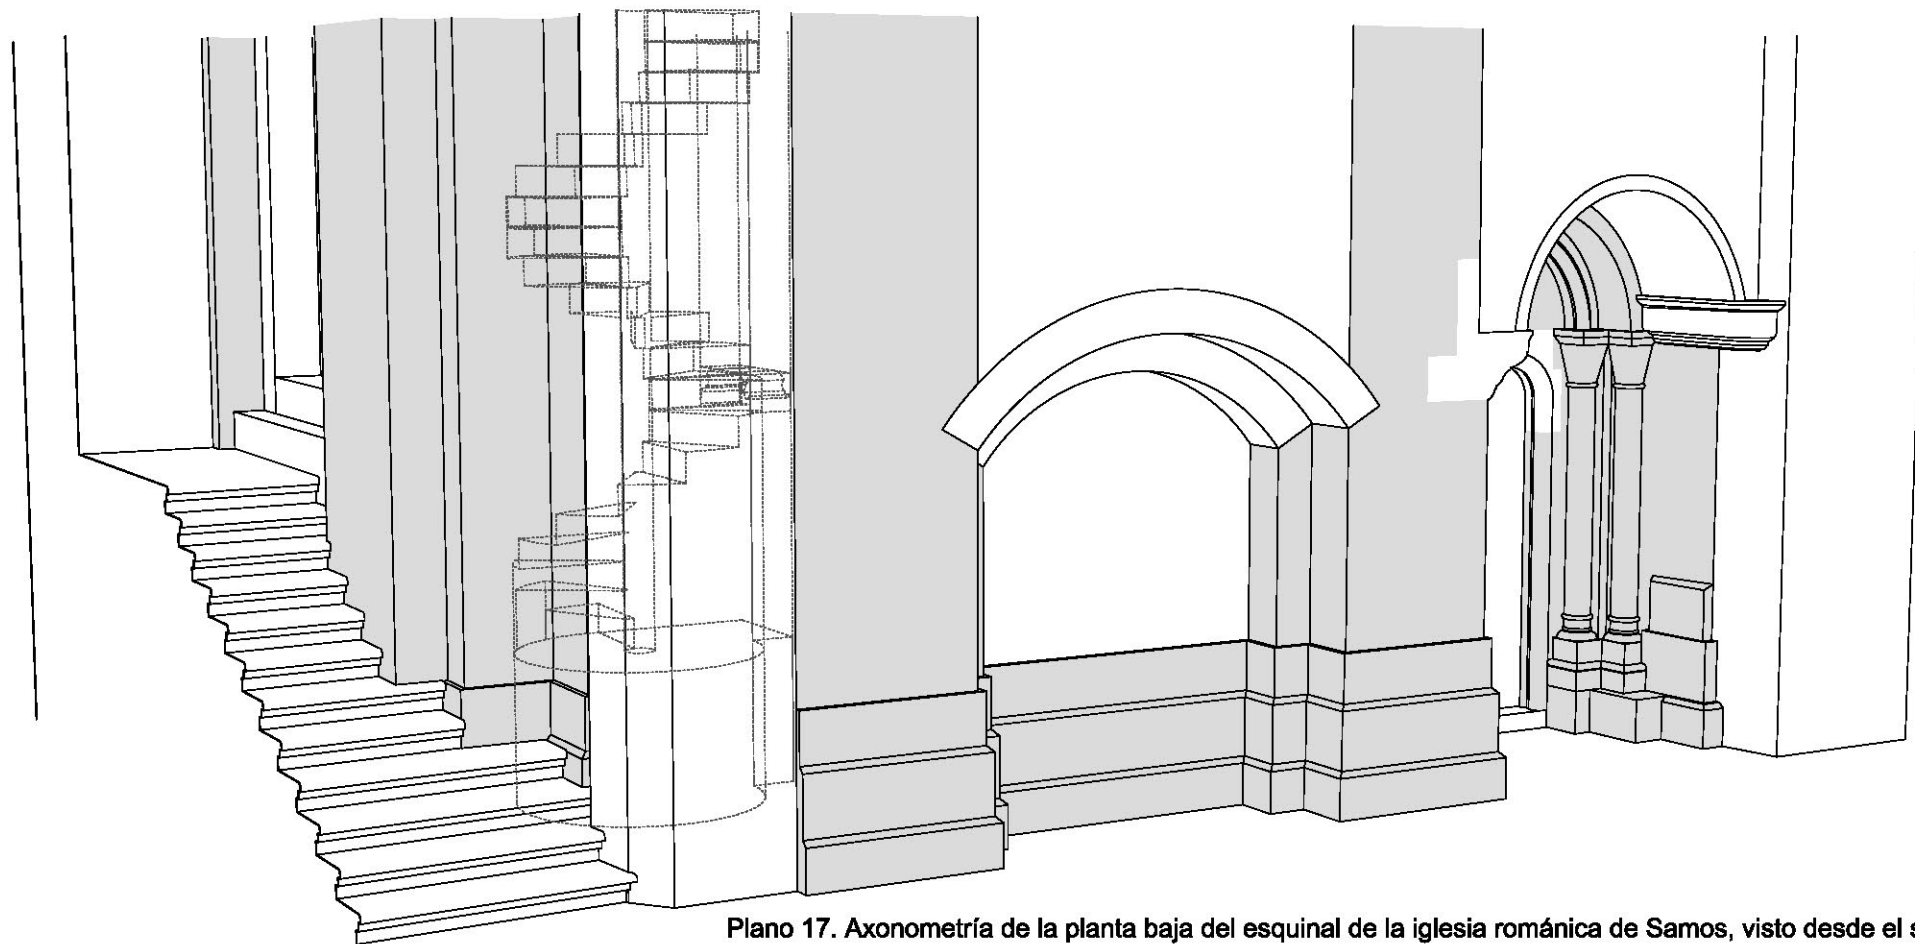 Plano 17. Axonometría de la planta baja del esquinal de la iglesia románica de Samos, visto desde el